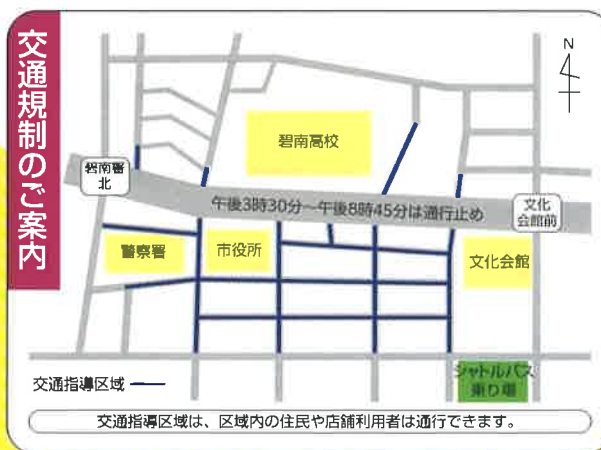 交通規制のご案内
N
碧南高校
碧南署
北
午後3時30分~午後8時45分は通行止め
文化
会館前
警察署
市役所
文化会館
シャトルバス
乗り場
交通指導区域
交通指導区域は、区域内の住民や店舗利用者は通行できます。